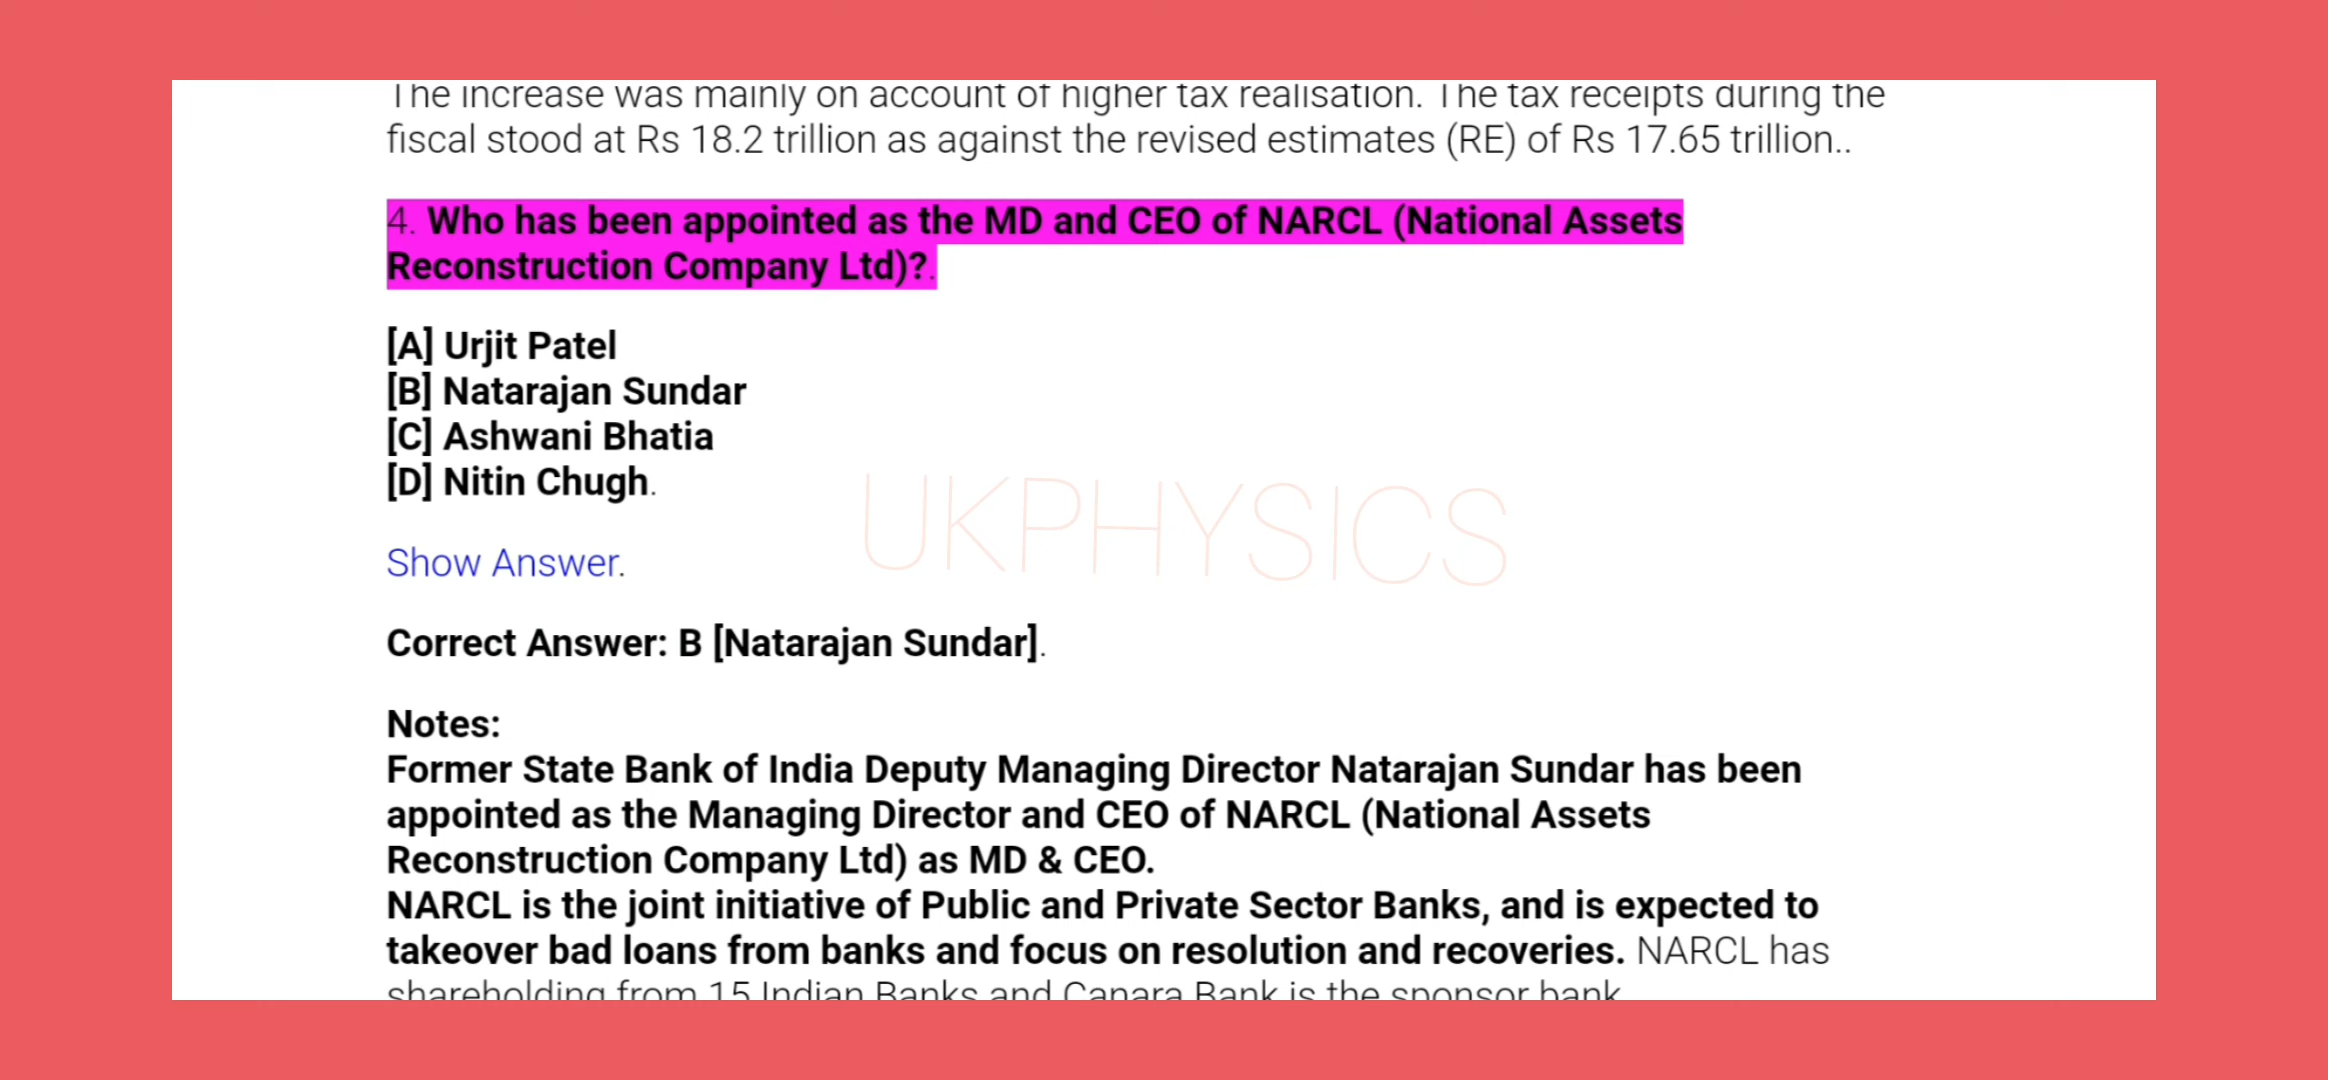 The increase was mainly on account of higher tax realisation. The tax receipts during the
fiscal stood at Rs 18.2 trillion as against the revised estimates (RE) of Rs 17.65 trillion..
4. Who has been appointed as the MD and CEO of NARCL (National Assets
Reconstruction Company Ltd)?.
[A] Urjit Patel
[B] Natarajan Sundar
[C] Ashwani Bhatia
[D] Nitin Chugh.
UKPHYSICS
Show Answer.
Correct Answer: B [Natarajan Sundar].
Notes:
Former State Bank of India Deputy Managing Director Natarajan Sundar has been
appointed as the Managing Director and CEO of NARCL (National Assets
Reconstruction Company Ltd) as MD & CEO.
NARCL is the joint initiative of Public and Private Sector Banks, and is expected to
takeover bad loans from banks and focus on resolution and recoveries. NARCL has
shareholding from 15 Indian Banks and Canara Bank is the sponsor bank